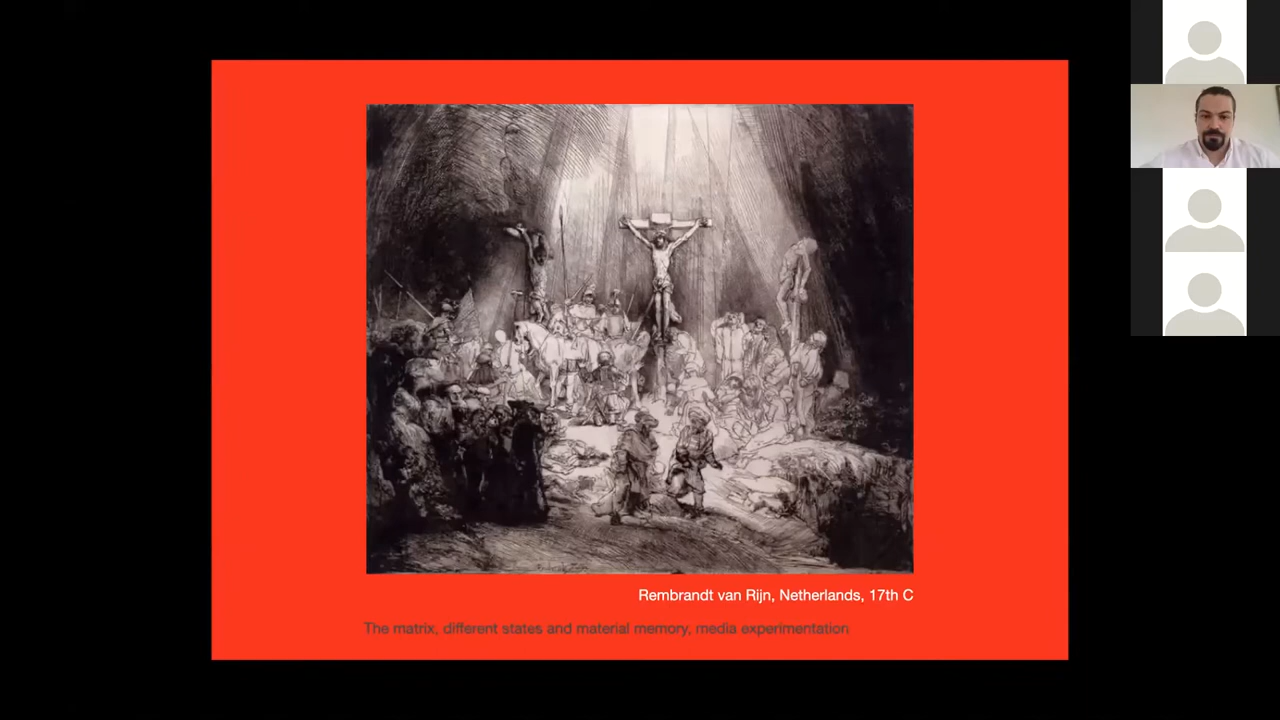 Rembrandt van Rijn, Netherlands, 17th C
The matrix, different states and material memory, media experimentation